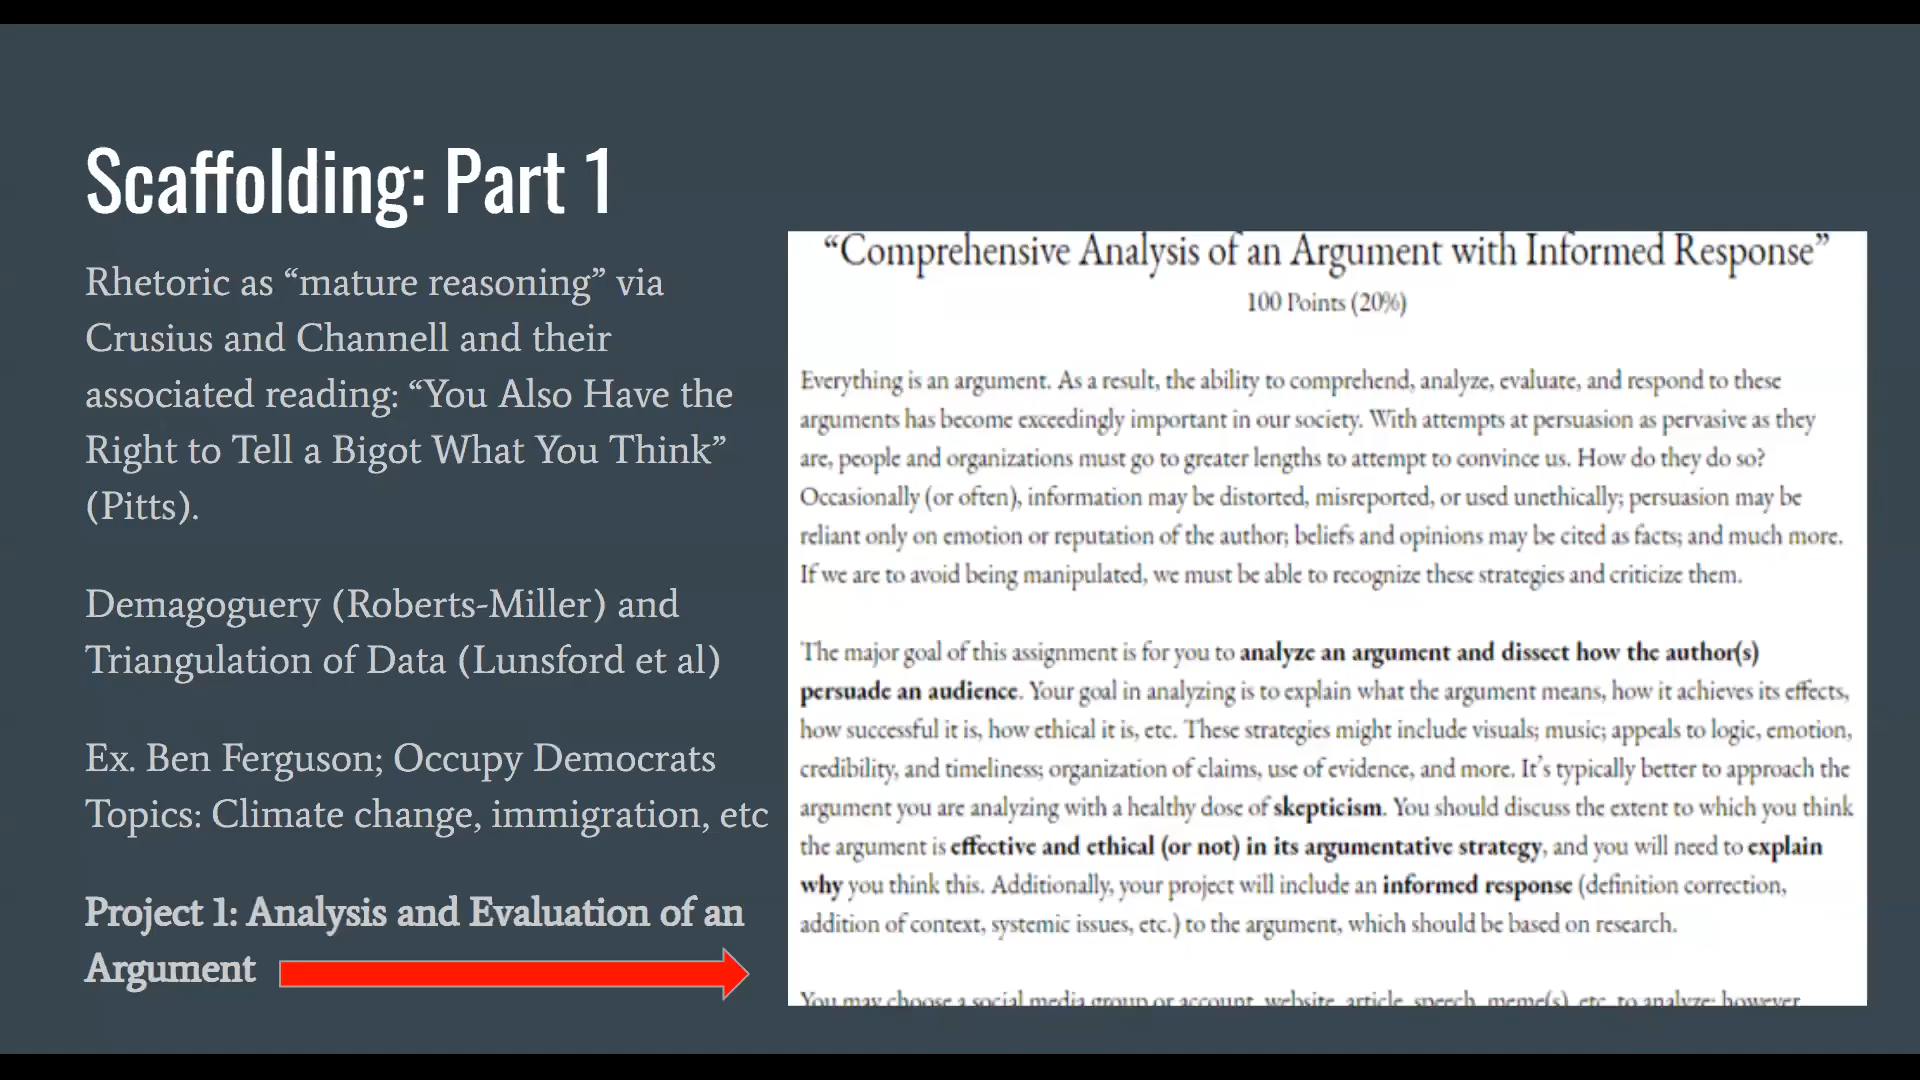 Scaffolding: Part 1
Rhetoric as “mature reasoning” via
Crusius and Channell and their
associated reading: “You Also Have the
Right to Tell a Bigot What You Think”
(Pitts).
Demagoguery (Roberts-Miller) and
Triangulation of Data (Lunsford et al)
Ex. Ben Ferguson; Occupy Democrats
Topics: Climate change, immigration, etc
Project 1: Analysis and Evaluation of an
Argument
“Comprehensive Analysis of an Argument with Informed Response”
100 Points (20%)
Everything is an argument. As a result, the ability to comprehend, analyze, evaluate, and respond to these
arguments has become exceedingly important in our society. With attempts at persuasion as pervasive as they
are, people and organizations must go to greater lengths to attempt to convince us. How do they do so?
Occasionally (or often), information may be distorted, misreported, or used unethically; persuasion may be
reliant only on emotion or reputation of the author; beliefs and opinions may be cited as facts; and much more.
If we are to avoid being manipulated, we must be able to recognize these strategies and criticize them.
The major goal of this assignment is for you to analyze an argument and dissect how the author(s)
persuade an audience. Your goal in analyzing is to explain what the argument means, how it achieves its effects,
how successful it is, how ethical it is, etc. These strategies might include visuals; music; appeals to logic, emotion,
credibility, and timeliness; organization of claims, use of evidence, and more. It’s typically better to approach the
argument you are analyzing with a healthy dose of skepticism. You should discuss the extent to which you think
the argument is effective and ethical (or not) in its argumentative strategy, and you will need to explain
why you think this. Additionally, your project will include an informed response (definition correction,
addition of context, systemic issues, etc.) to the argument, which should be based on research.
You may choose a social media group or account, website, article, speech, meme(s), etc. to analyze; however,